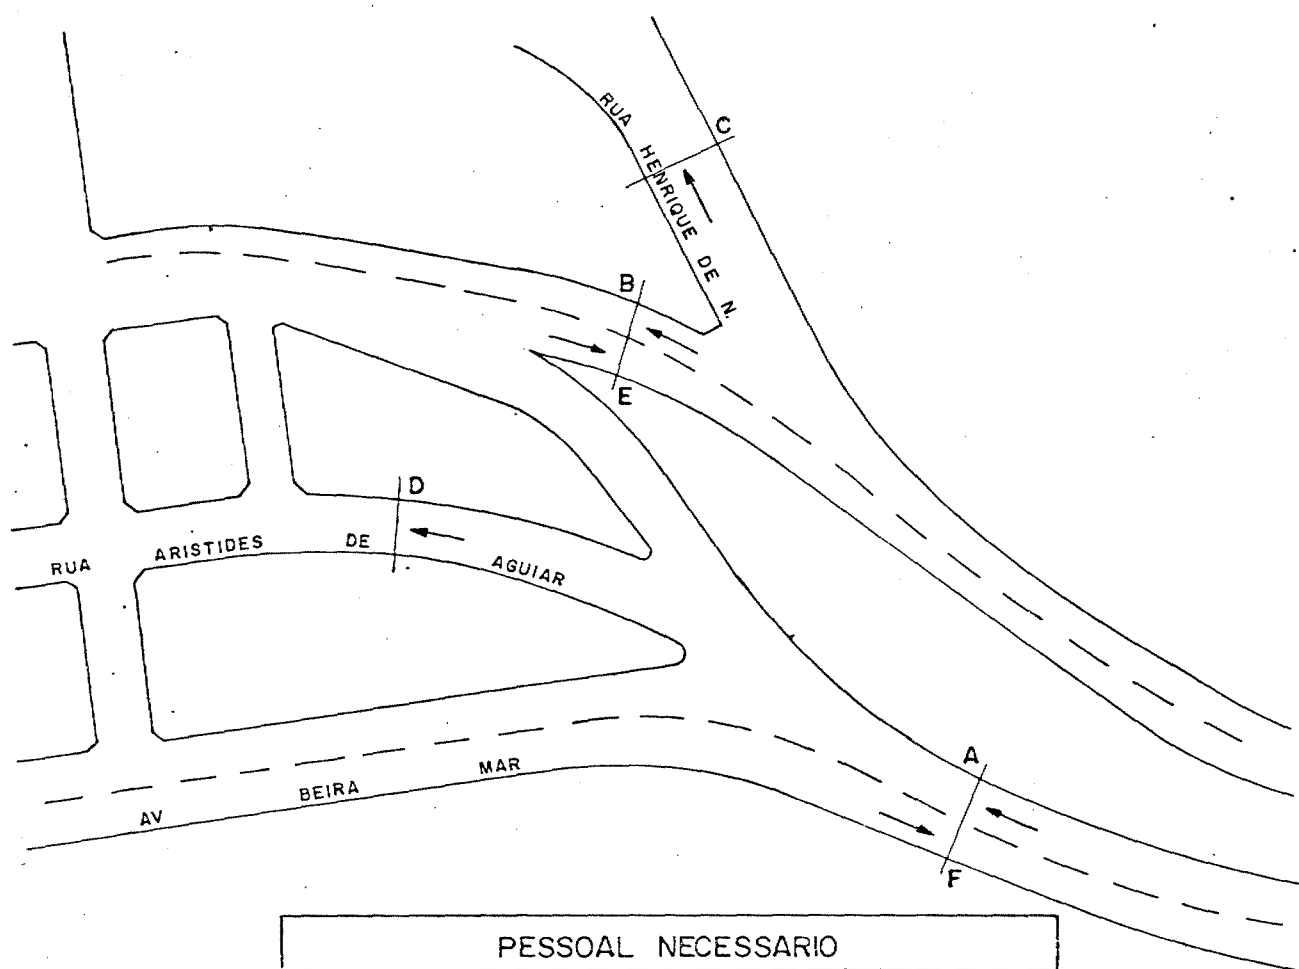 C
RUA HENRIQUE DE N.
B
E
D
RUA ARISTIDES DE AGUIAR
A
AV BEIRA MAR
F
PESSOAL NECESSARIO